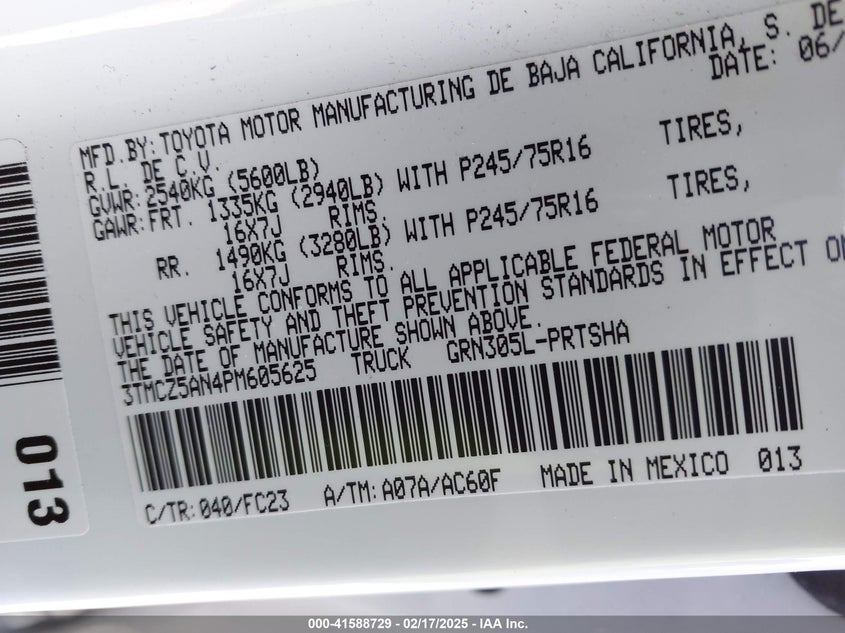 MFD.BY:TOYOTA MOTOR MANUFACTURING DE BAJA CALIFORNIA, S. DE
R.L. DE C.V. DATE: 06/
GVWR: 2540KG (5600LB)
GAWR:FRT. 1335KG (2940LB) WITH P245/75R16 TIRES,
16X7J RIMS.
RR. 1490KG (3280LB) WITH P245/75R16 TIRES,
16X7J RIMS.
THIS VEHICLE CONFORMS TO ALL APPLICABLE FEDERAL MOTOR
VEHICLE SAFETY AND THEFT PREVENTION STANDARDS IN EFFECT ON
THE DATE OF MANUFACTURE SHOWN ABOVE.
3TMCZ5AN4PM605625 TRUCK GRN305L-PRTSHA
C/TR:040/FC23 A/TM:A07A/AC60F MADE IN MEXICO 013
013
000-41588729 - 02/17/2025 - IAA Inc.